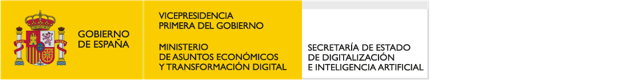 GOBIERNO
DE ESPAÑA
VICEPRESIDENCIA
PRIMERA DEL GOBIERNO
MINISTERIO
DE ASUNTOS ECONÓMICOS
Y TRANSFORMACIÓN DIGITAL
SECRETARÍA DE ESTADO
DE DIGITALIZACIÓN
E INTELIGENCIA ARTIFICIAL